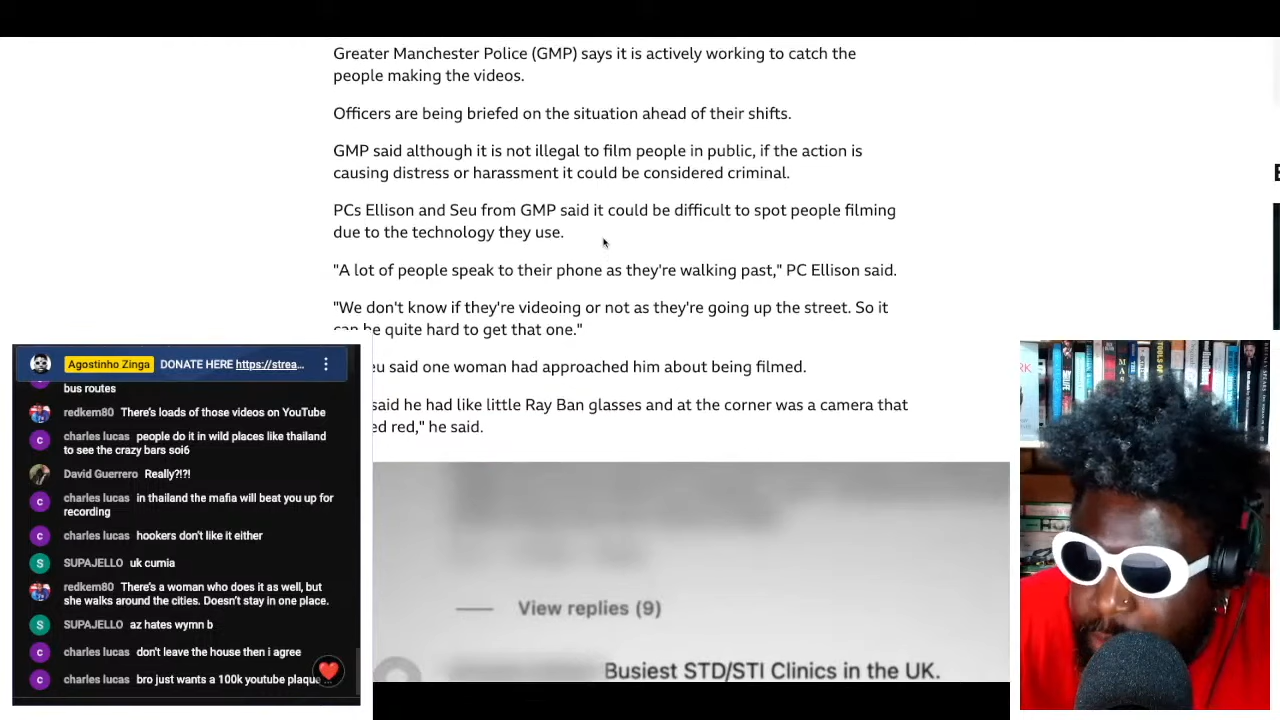 Greater Manchester Police (GMP) says it is actively working to catch the
people making the videos.
Officers are being briefed on the situation ahead of their shifts.
GMP said although it is not illegal to film people in public, if the action is
causing distress or harassment it could be considered criminal.
PCs Ellison and Seu from GMP said it could be difficult to spot people filming
due to the technology they use.
"A lot of people speak to their phone as they're walking past," PC Ellison said.
"We don't know if they're videoing or not as they're going up the street. So it
can be quite hard to get that one."
said one woman had approached him about being filmed.
said he had like little Ray Ban glasses and at the corner was a camera that
red," he said.
View replies (9)
Busiest STD/STI Clinics in the UK.
Agostinho Zinga DONATE HERE https://strea...
bus routes
redkem80 There's loads of those videos on YouTube
charles lucas people do it in wild places like thailand
to see the crazy bars soi6
David Guerrero Really?!?!
charles lucas in thailand the mafia will beat you up for
recording
charles lucas hookers don't like it either
SUPAJELLO uk cumia
redkem80 There's a woman who does it as well, but
she walks around the cities. Doesn't stay in one place.
SUPAJELLO az hates wymn b
charles lucas don't leave the house then i agree
charles lucas bro just wants a 100k youtube plaque